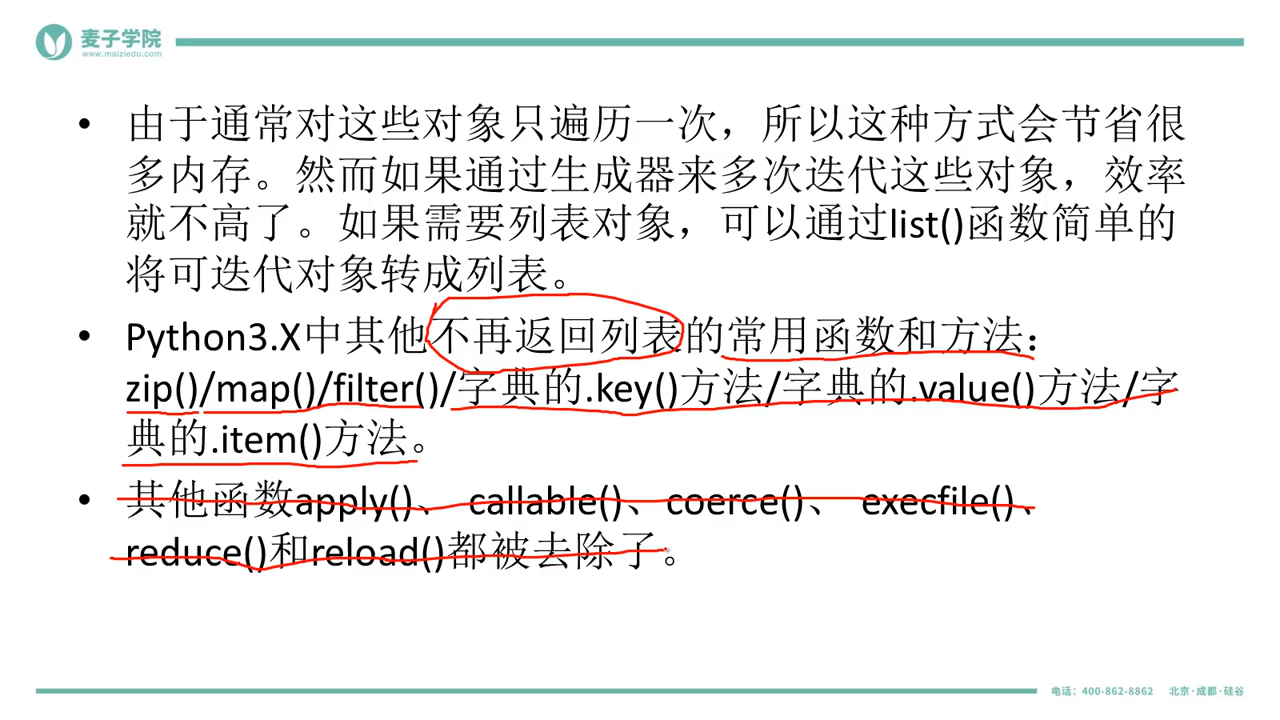 麦子学院
www.maiziedu.com
• 由于通常对这些对象只遍历一次，所以这种方式会节省很
多内存。然而如果通过生成器来多次迭代这些对象，效率
就不高了。如果需要列表对象，可以通过list()函数简单的
将可迭代对象转成列表。
• Python3.X中其他不再返回列表的常用函数和方法：
zip()/map()/filter()/字典的.key()方法/字典的.value()方法/字
典的.item()方法。
• 其他函数apply()、 callable()、coerce()、 execfile()、
reduce()和reload()都被去除了。
电话：400-862-8862 北京·成都·硅谷